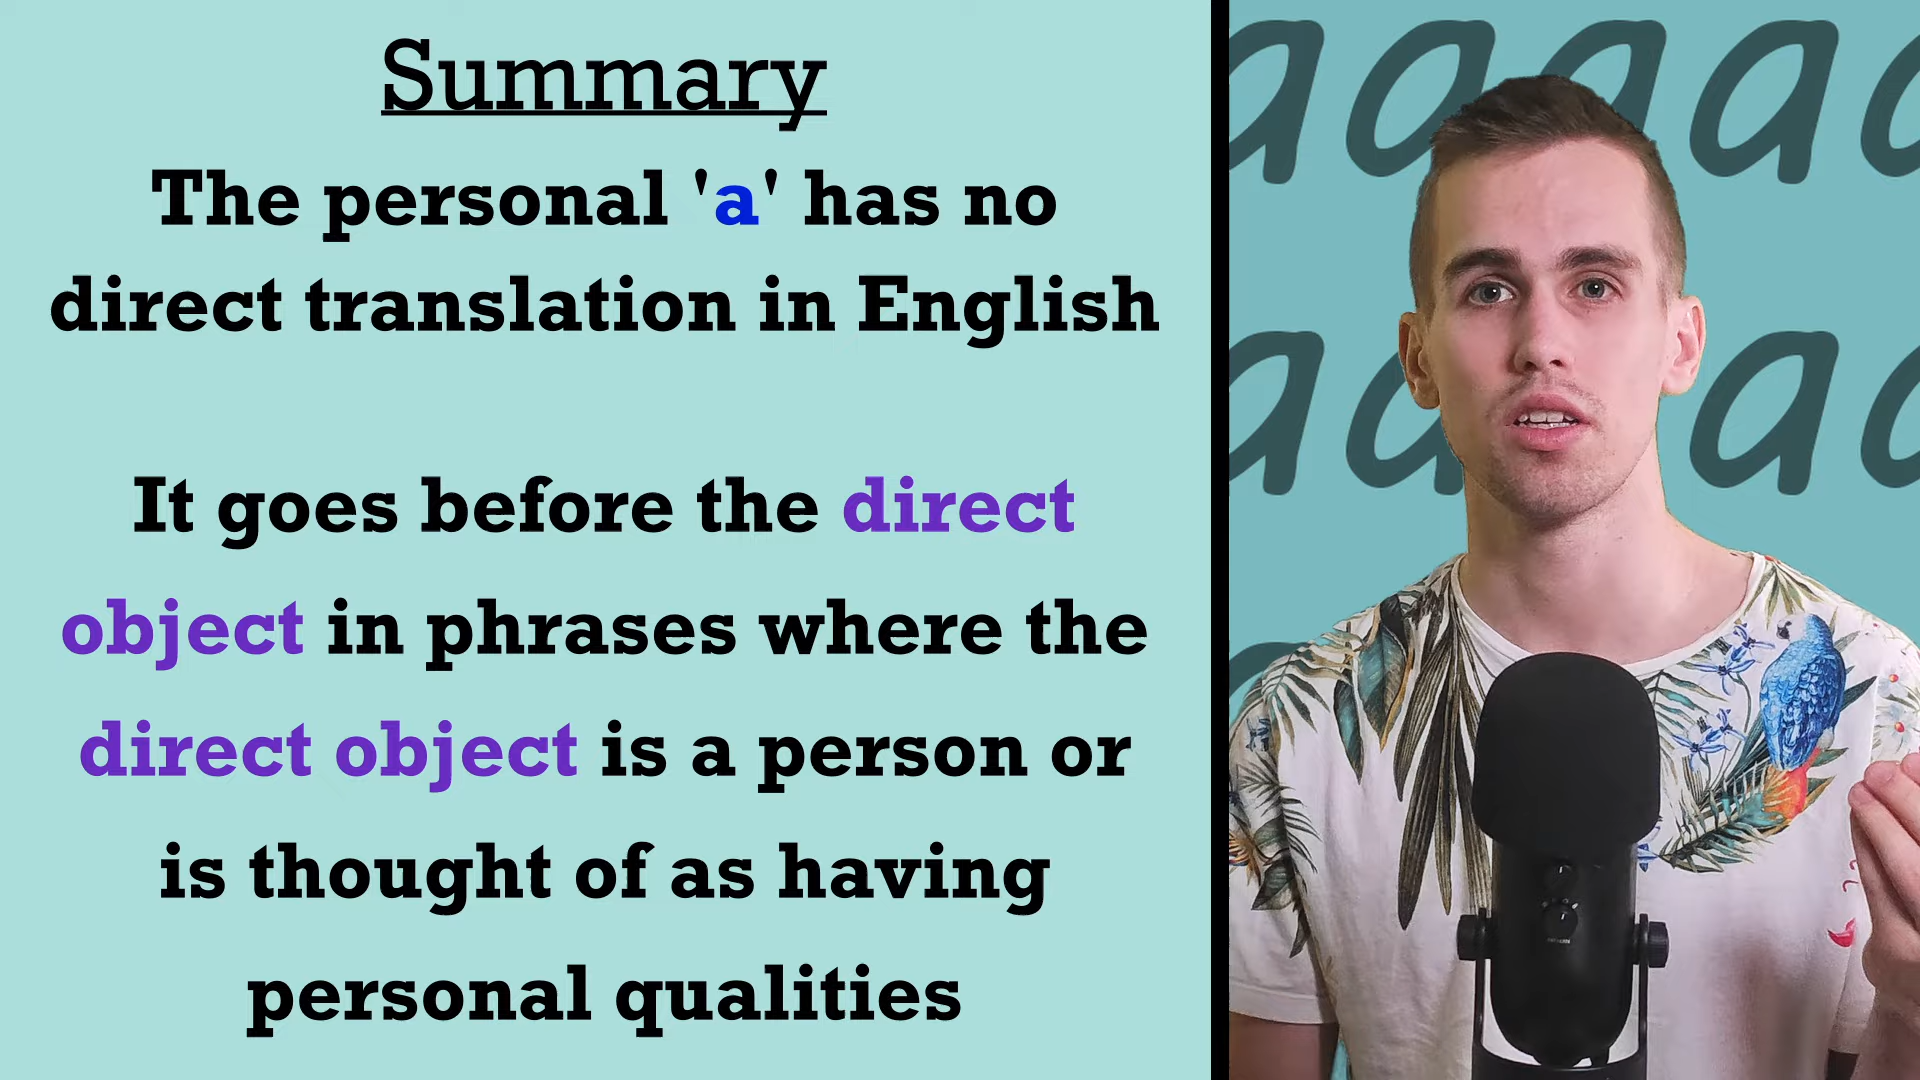 Summary
The personal 'a' has no
direct translation in English
It goes before the direct
object in phrases where the
direct object is a person or
is thought of as having
personal qualities
a a a a
a a a a
a